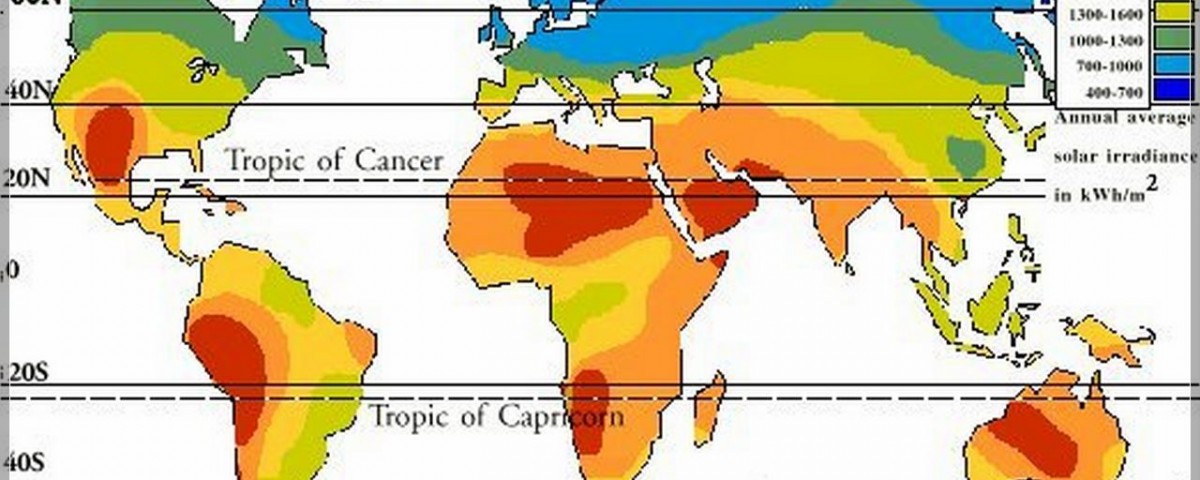 60N
1300-1600
1000-1300
700-1000
40N
400-700
Annual average
Tropic of Cancer
solar irradiance
20N
in kWh/m2
0
20S
Tropic of Capricorn
40S